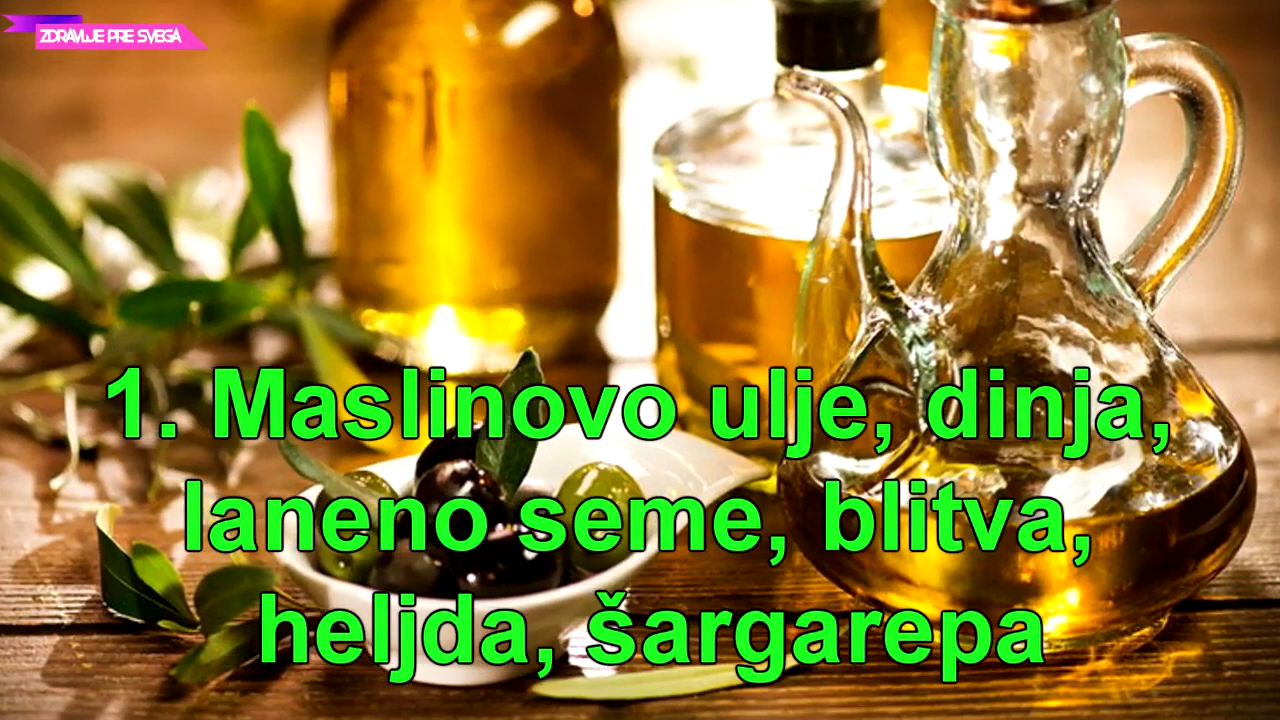 ZDRAVLJE PRE SVEGA
1. Maslinovo ulje, dinja,
laneno seme, blitva,
heljda, šargarepa